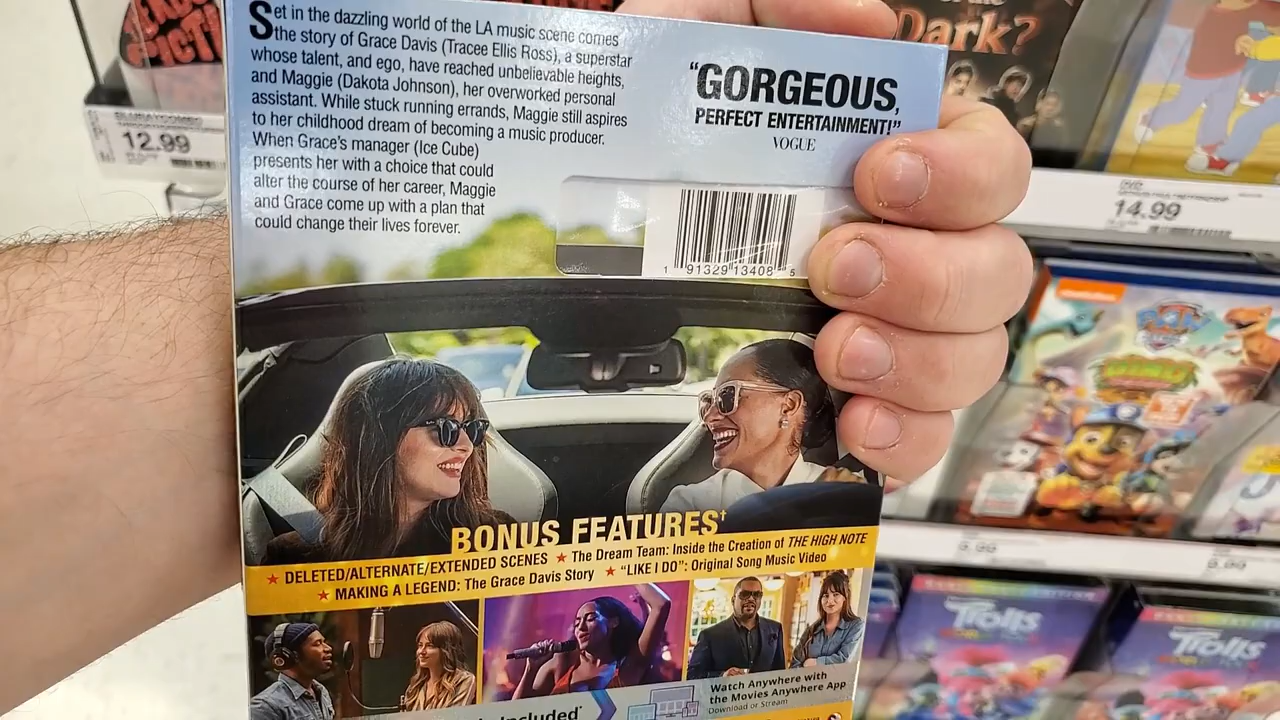 Set in the dazzling world of the LA music scene comes
the story of Grace Davis (Tracee Ellis Ross), a superstar
whose talent, and ego, have reached unbelievable heights,
and Maggie (Dakota Johnson), her overworked personal
assistant. While stuck running errands, Maggie still aspires
to her childhood dream of becoming a music producer.
When Grace's manager (Ice Cube)
presents her with a choice that could
alter the course of her career, Maggie
and Grace come up with a plan that
could change their lives forever.
"GORGEOUS,
PERFECT ENTERTAINMENT!"
VOGUE
1 91329 13408 5
BONUS FEATURES†
★ DELETED/ALTERNATE/EXTENDED SCENES ★ The Dream Team: Inside the Creation of THE HIGH NOTE
★ MAKING A LEGEND: The Grace Davis Story ★ "LIKE I DO": Original Song Music Video
Included*
Watch Anywhere with
the Movies Anywhere App
Download or Stream
12.99
Dark?
14.99
nickelodeon
PAW
9.99
9.99
Trolls
Trolls